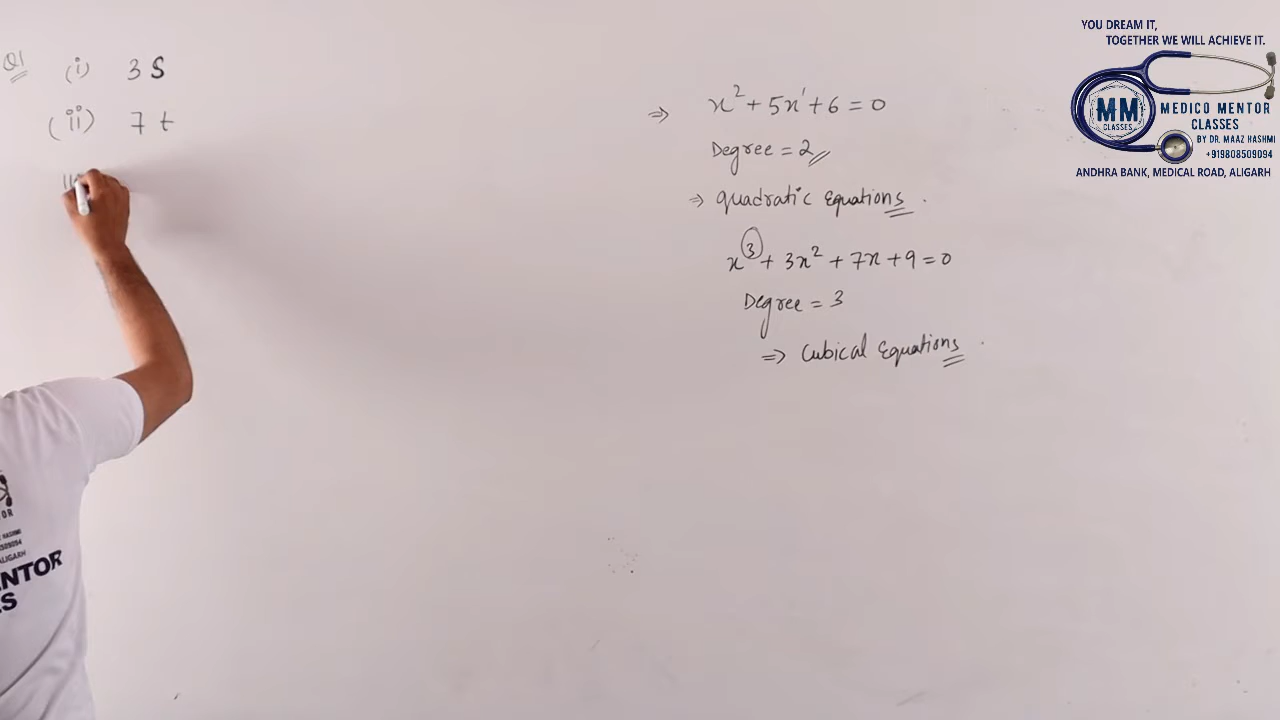 Q1 (i) 3 S
(ii) 7 t
x² + 5x' + 6 = 0
Degree = 2
⇒ quadratic Equations.
x³ + 3x² + 7x + 9 = 0
Degree = 3
⇒ Cubical Equations.
YOU DREAM IT,
TOGETHER WE WILL ACHIEVE IT.
MM
CLASSES
MEDICO MENTOR
CLASSES
BY DR. MAAZ HASHMI
+919808509094
ANDHRA BANK, MEDICAL ROAD, ALIGARH